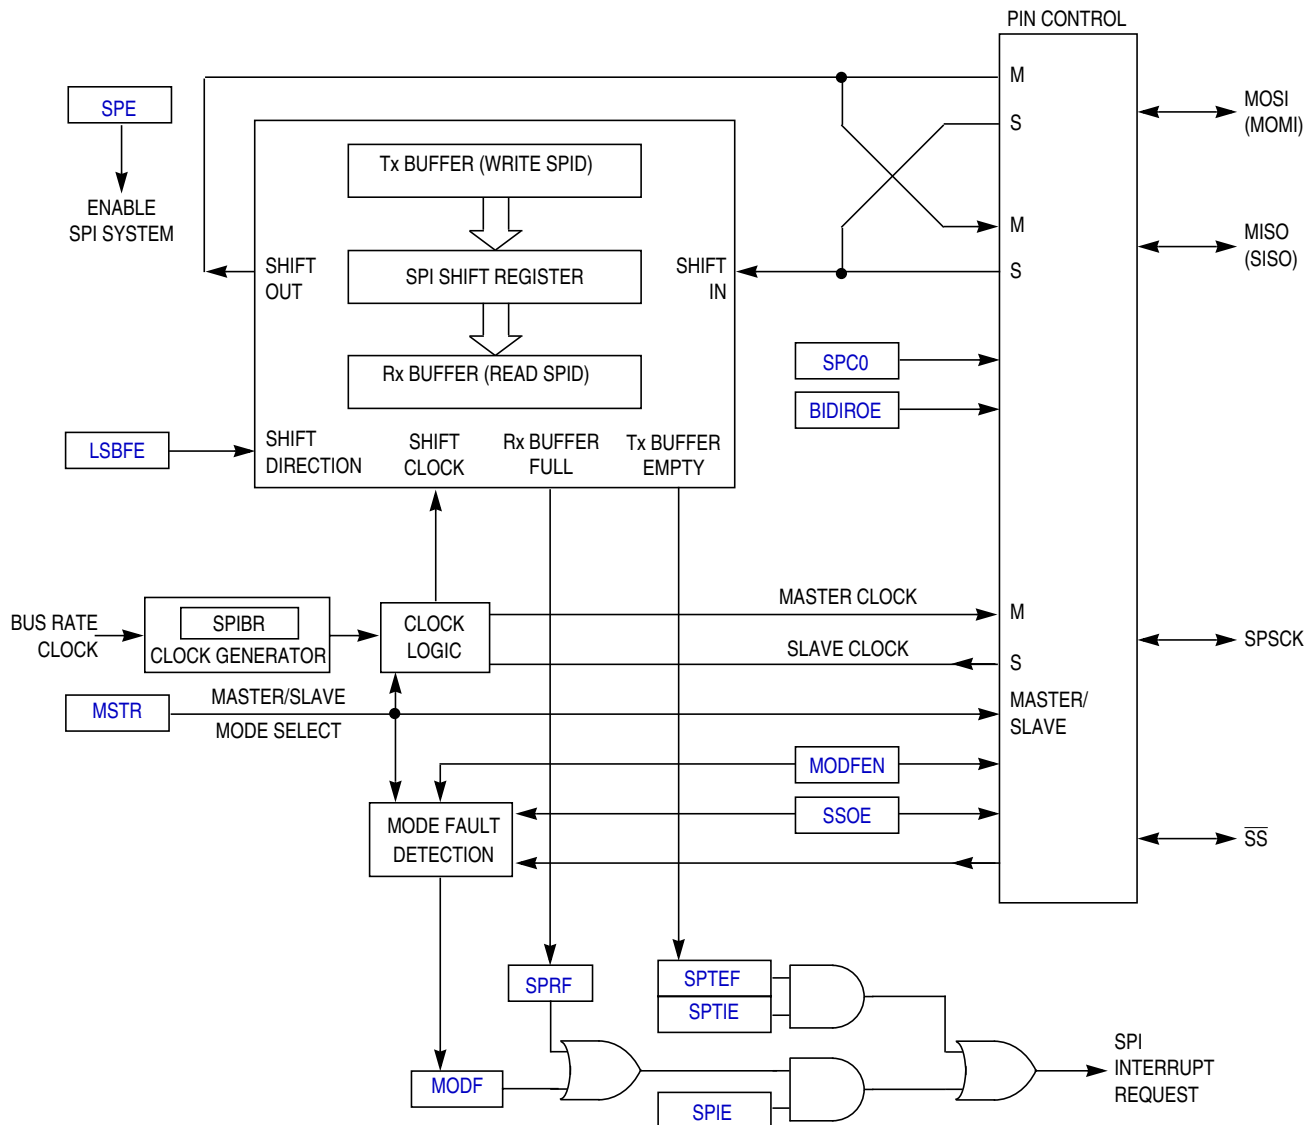 PIN CONTROL
M
MOSI
(MOMI)
SPE
S
Tx BUFFER (WRITE SPID)
ENABLE
SPI SYSTEM
M
MISO
(SISO)
SHIFT
OUT
SPI SHIFT REGISTER
SHIFT
IN
S
SPC0
Rx BUFFER (READ SPID)
BIDIROE
LSBFE
SHIFT
DIRECTION
SHIFT
CLOCK
Rx BUFFER
FULL
Tx BUFFER
EMPTY
MASTER CLOCK
M
BUS RATE
CLOCK
SPIBR
CLOCK GENERATOR
CLOCK
LOGIC
SLAVE CLOCK
S
SPSCK
MSTR
MASTER/SLAVE
MODE SELECT
MASTER/
SLAVE
MODFEN
SSOE
MODE FAULT
DETECTION
SS
SPRF
SPTEF
SPTIE
SPI
INTERRUPT
REQUEST
MODF
SPIE